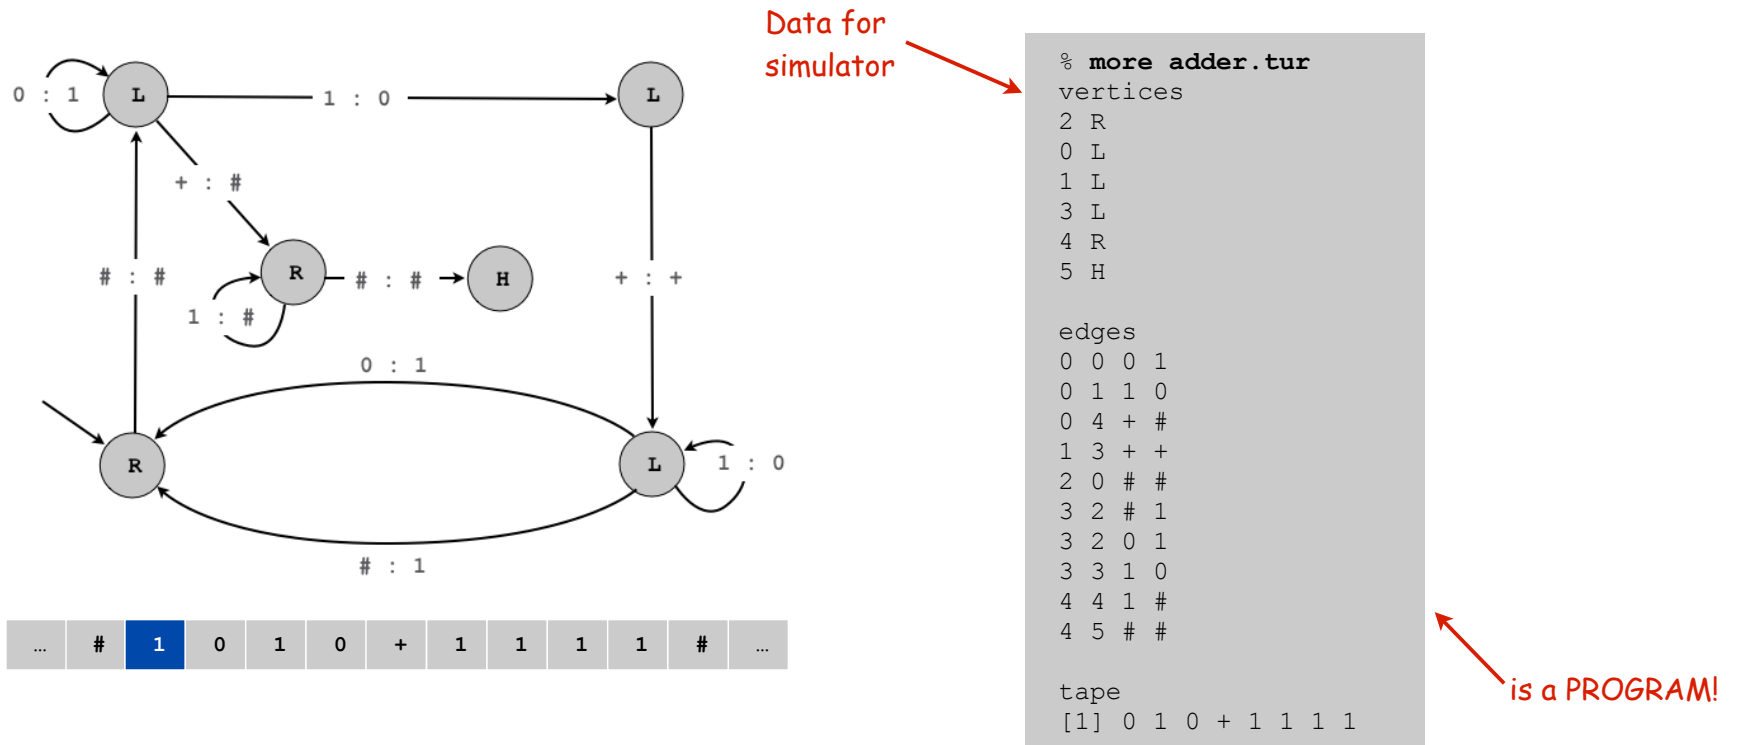 Data for
simulator
0 : 1
L
1 : 0
L
+ : #
# : #
R
# : #
H
+ : +
1 : #
0 : 1
R
L
1 : 0
# : 1
… # 1 0 1 0 + 1 1 1 1 # …
% more adder.tur
vertices
2 R
0 L
1 L
3 L
4 R
5 H
edges
0 0 0 1
0 1 1 0
0 4 + #
1 3 + +
2 0 # #
3 2 # 1
3 2 0 1
3 3 1 0
4 4 1 #
4 5 # #
tape
[1] 0 1 0 + 1 1 1 1
is a PROGRAM!